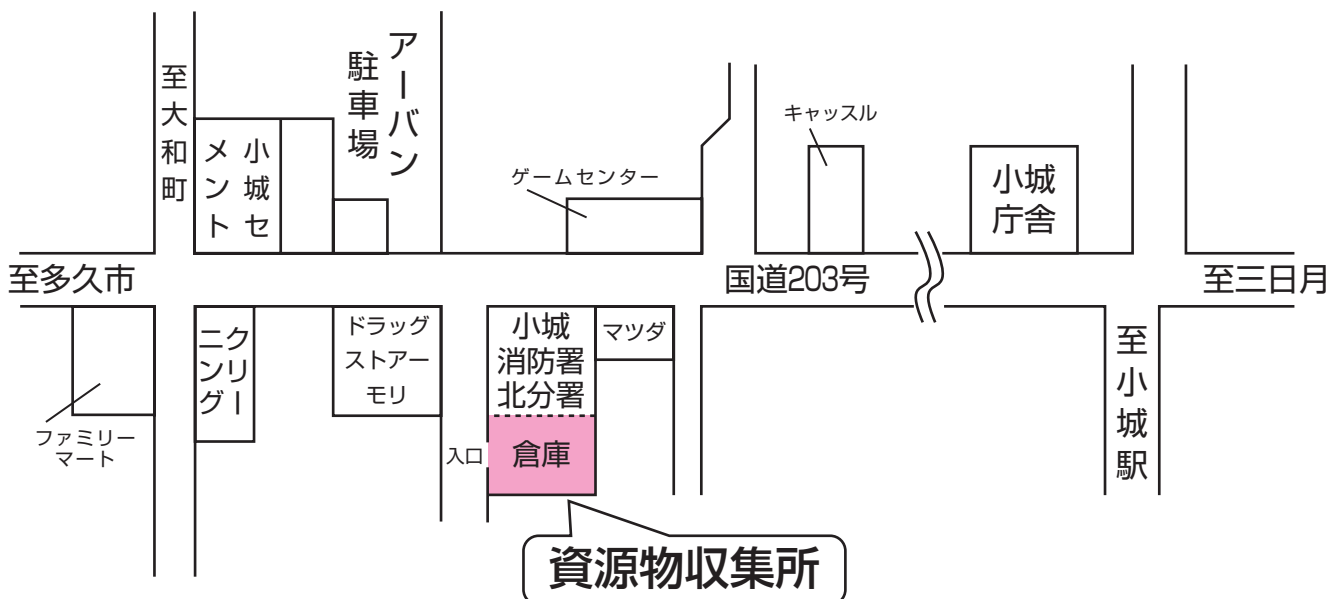 至大和町
小城セ
メント
アーバン
駐車場
ゲームセンター
キャッスル
小城
庁舎
至多久市
国道203号
至三日月
ファミリー
マート
クリー
ニング
ドラッグ
ストアー
モリ
小城
消防署
北分署
マツダ
入口
倉庫
至小城駅
資源物収集所